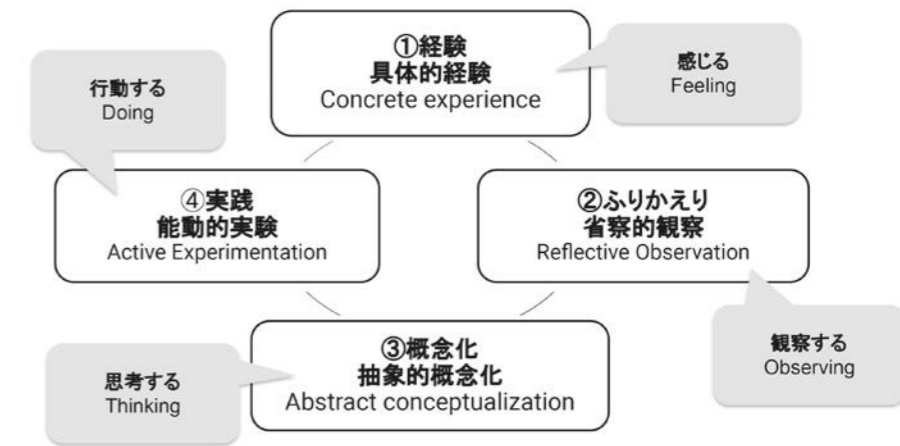 ①経験
具体的経験
Concrete experience
感じる
Feeling
行動する
Doing
④実践
能動的実験
Active Experimentation
②ふりかえり
省察的観察
Reflective Observation
③概念化
抽象的概念化
Abstract conceptualization
観察する
Observing
思考する
Thinking